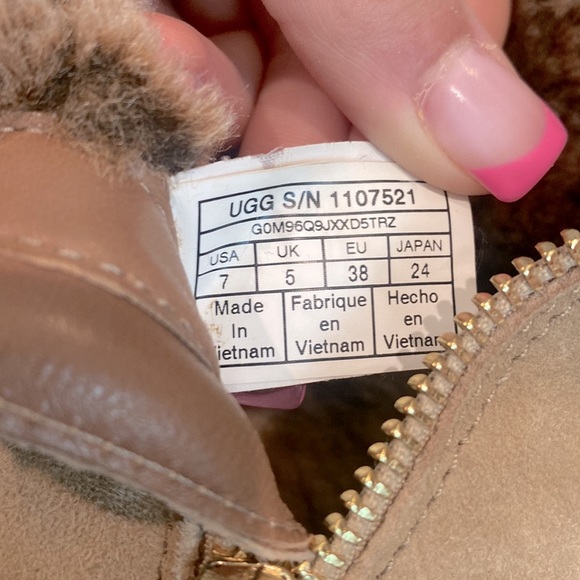 UGG S/N 1107521
G0M96Q9JXXD5TRZ
USA UK EU JAPAN
7 5 38 24
Made Fabrique Hecho
In en en
ietnam Vietnam Vietnam